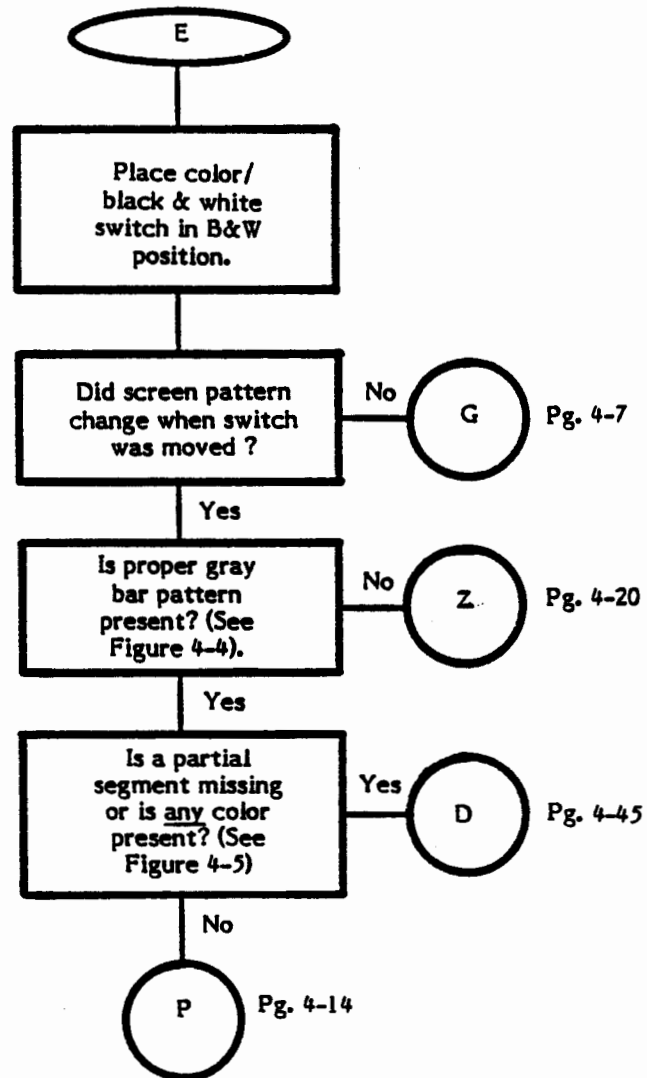 E
Place color/
black & white
switch in B&W
position.
Did screen pattern
change when switch
was moved ?
No
G
Pg. 4-7
Yes
Is proper gray
bar pattern
present? (See
Figure 4-4).
No
Z
Pg. 4-20
Yes
Is a partial
segment missing
or is any color
present? (See
Figure 4-5)
Yes
D
Pg. 4-45
No
P
Pg. 4-14